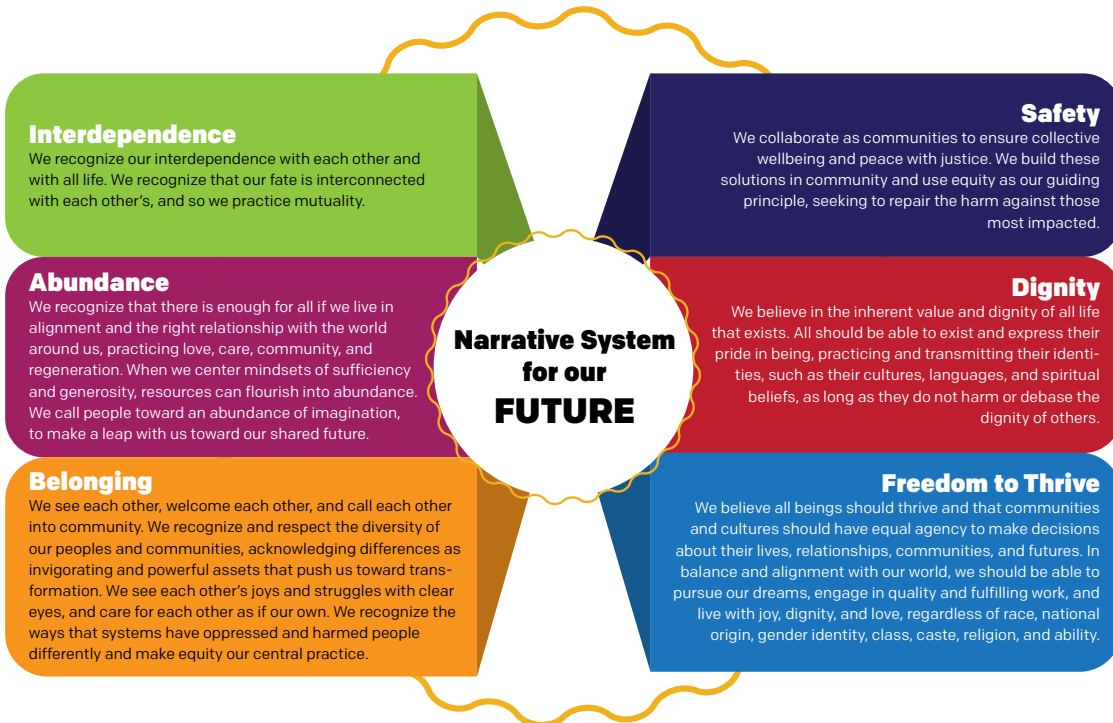 Interdependence
We recognize our interdependence with each other and
with all life. We recognize that our fate is interconnected
with each other's, and so we practice mutuality.
Abundance
We recognize that there is enough for all if we live in
alignment and the right relationship with the world
around us, practicing love, care, community, and
regeneration. When we center mindsets of sufficiency
and generosity, resources can flourish into abundance.
We call people toward an abundance of imagination,
to make a leap with us toward our shared future.
Belonging
We see each other, welcome each other, and call each other
into community. We recognize and respect the diversity of
our peoples and communities, acknowledging differences as
invigorating and powerful assets that push us toward trans-
formation. We see each other's joys and struggles with clear
eyes, and care for each other as if our own. We recognize the
ways that systems have oppressed and harmed people
differently and make equity our central practice.
Narrative System
for our
FUTURE
Safety
We collaborate as communities to ensure collective
wellbeing and peace with justice. We build these
solutions in community and use equity as our guiding
principle, seeking to repair the harm against those
most impacted.
Dignity
We believe in the inherent value and dignity of all life
that exists. All should be able to exist and express their
pride in being, practicing and transmitting their identi-
ties, such as their cultures, languages, and spiritual
beliefs, as long as they do not harm or debase the
dignity of others.
Freedom to Thrive
We believe all beings should thrive and that communities
and cultures should have equal agency to make decisions
about their lives, relationships, communities, and futures. In
balance and alignment with our world, we should be able to
pursue our dreams, engage in quality and fulfilling work, and
live with joy, dignity, and love, regardless of race, national
origin, gender identity, class, caste, religion, and ability.